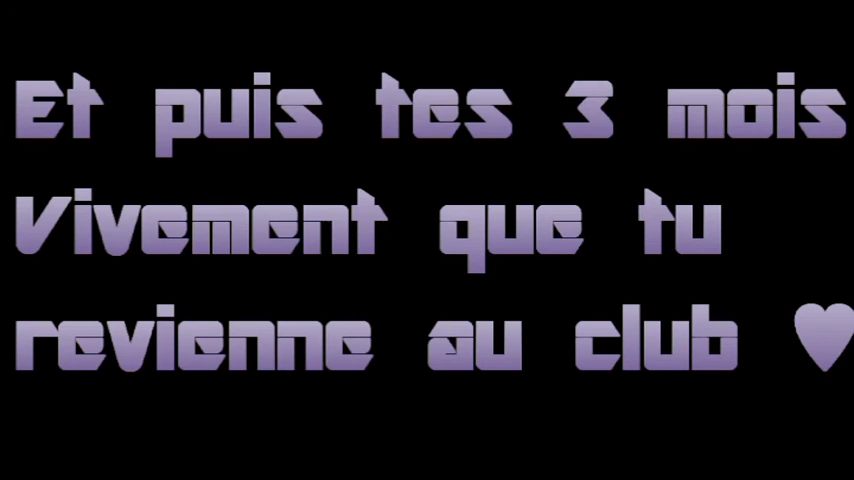 Et puis tes 3 mois
Vivement que tu
revienne au club ♥